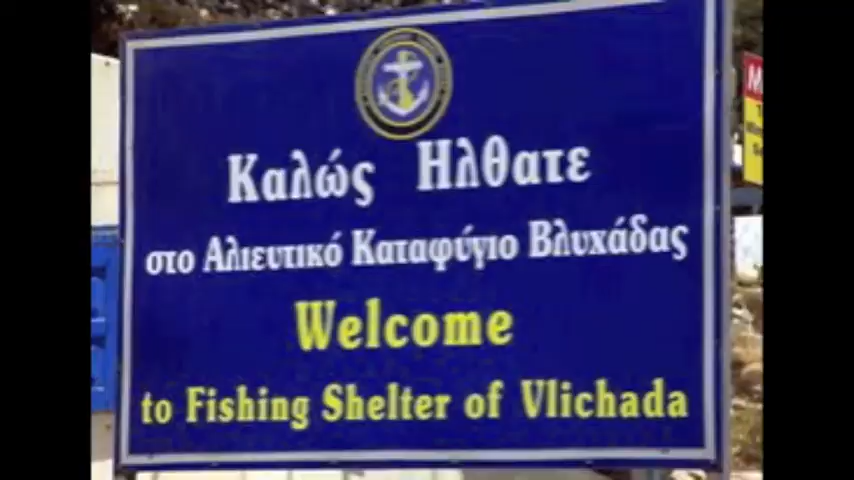 Καλώς Ηλθατε
στο Αλιευτικό Καταφύγιο Βλυχάδας
Welcome
to Fishing Shelter of Vlichada